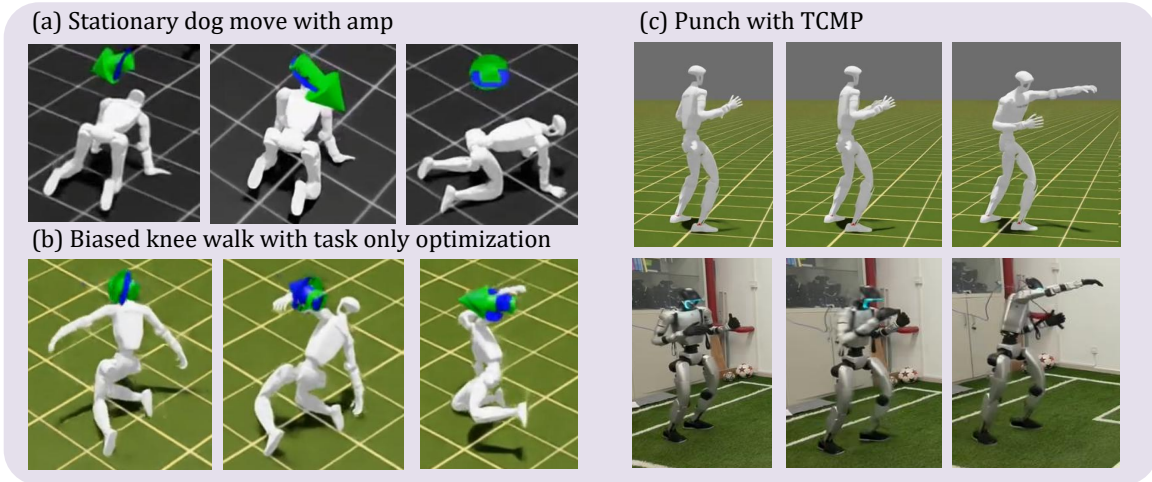 (a) Stationary dog move with amp
(b) Biased knee walk with task only optimization
(c) Punch with TCMP